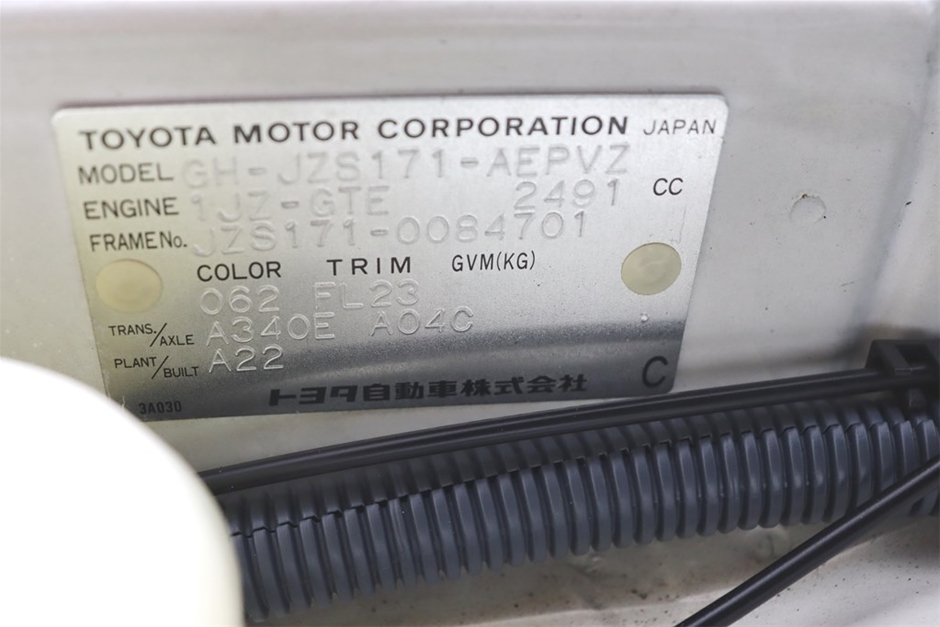 TOYOTA MOTOR CORPORATION JAPAN
MODEL GH-JZS171-AEPVZ
ENGINE 1JZ-GTE 2491 CC
FRAME No. JZS171-0084701
COLOR TRIM GVM(KG)
062 FL23
TRANS./AXLE A340E A04C
PLANT/BUILT A22
トヨタ自動車株式会社 C
3A030